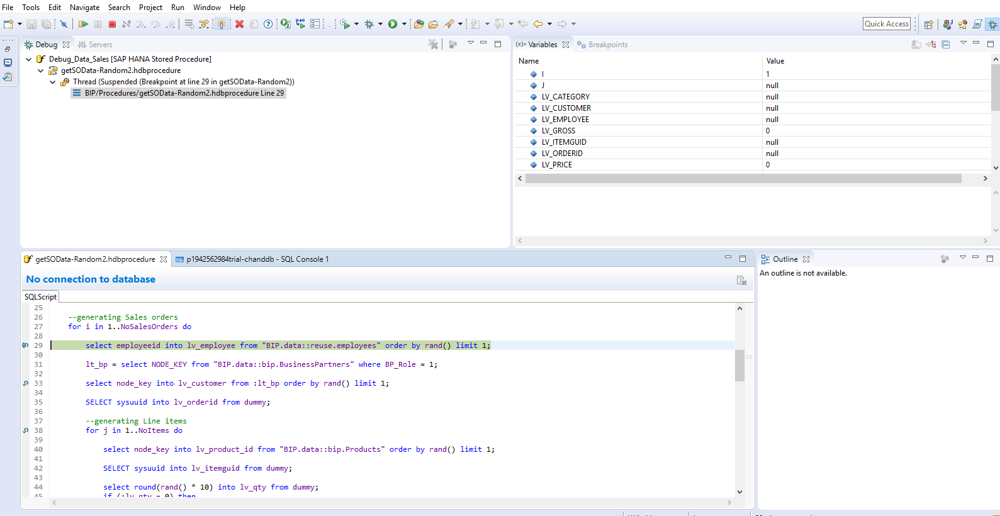 File Tools Edit Navigate Search Project Run Window Help
Quick Access
Debug Servers
Debug_Data_Sales [SAP HANA Stored Procedure]
getSOData-Random2.hdbprocedure
Thread (Suspended (Breakpoint at line 29 in getSOData-Random2))
BIP/Procedures/getSOData-Random2.hdbprocedure Line 29
(x)= Variables Breakpoints
Name Value
I 1
J null
LV_CATEGORY null
LV_CUSTOMER null
LV_EMPLOYEE null
LV_GROSS 0
LV_ITEMGUID null
LV_ORDERID null
LV_PRICE 0
getSOData-Random2.hdbprocedure SQL p1942562984trial-chanddb - SQL Console 1
No connection to database
SQLScript
25
26 --generating Sales orders
27 for i in 1..NoSalesOrders do
28
29 select employeeid into lv_employee from "BIP.data::reuse.employees" order by rand() limit 1;
30
31 lt_bp = select NODE_KEY from "BIP.data::bip.BusinessPartners" where BP_Role = 1;
32
33 select node_key into lv_customer from :lt_bp order by rand() limit 1;
34
35 SELECT sysuuid into lv_orderid from dummy;
36
37 --generating Line items
38 for j in 1..NoItems do
39
40 select node_key into lv_product_id from "BIP.data::bip.Products" order by rand() limit 1;
41
42 SELECT sysuuid into lv_itemguid from dummy;
43
44 select round(rand() * 10) into lv_qty from dummy;
45 if (:lv_qty = 0) then
Outline
An outline is not available.